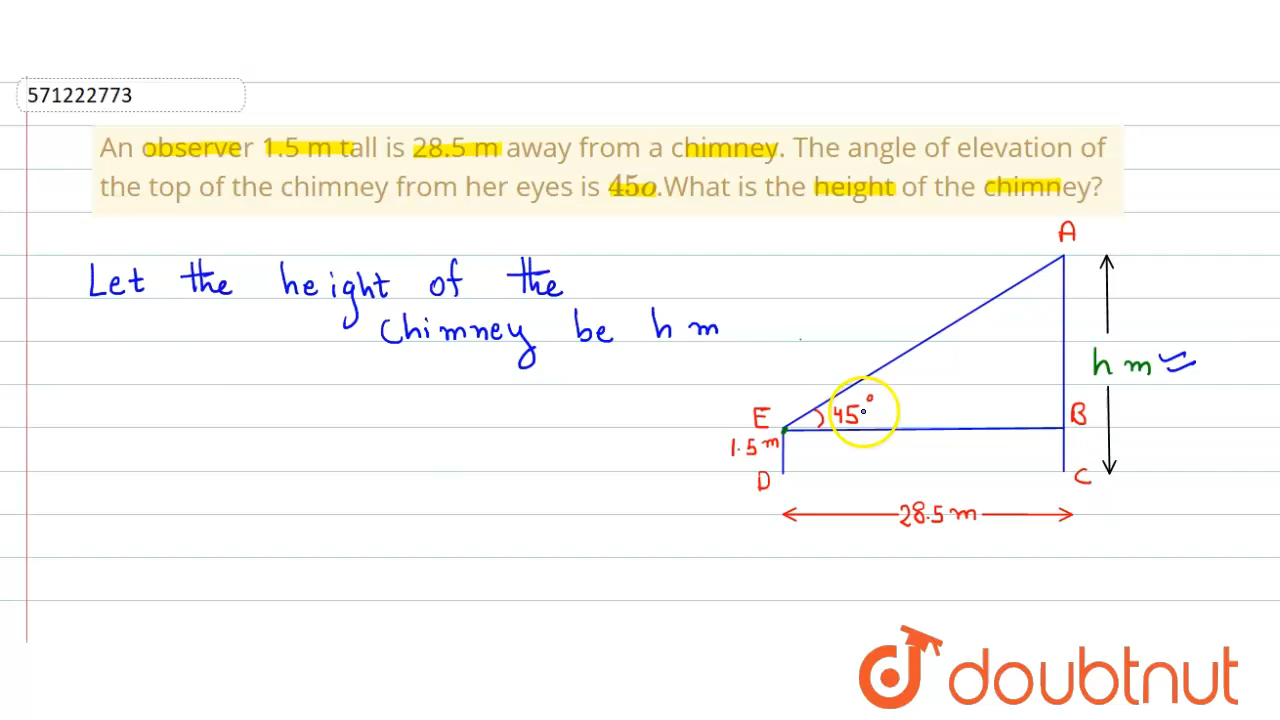 571222773
An observer 1.5 m tall is 28.5 m away from a chimney. The angle of elevation of
the top of the chimney from her eyes is 45o.What is the height of the chimney?
Let the height of the
chimney be h m
A
h m
E
45°
B
1.5 m
D
C
28.5 m
doubtnut